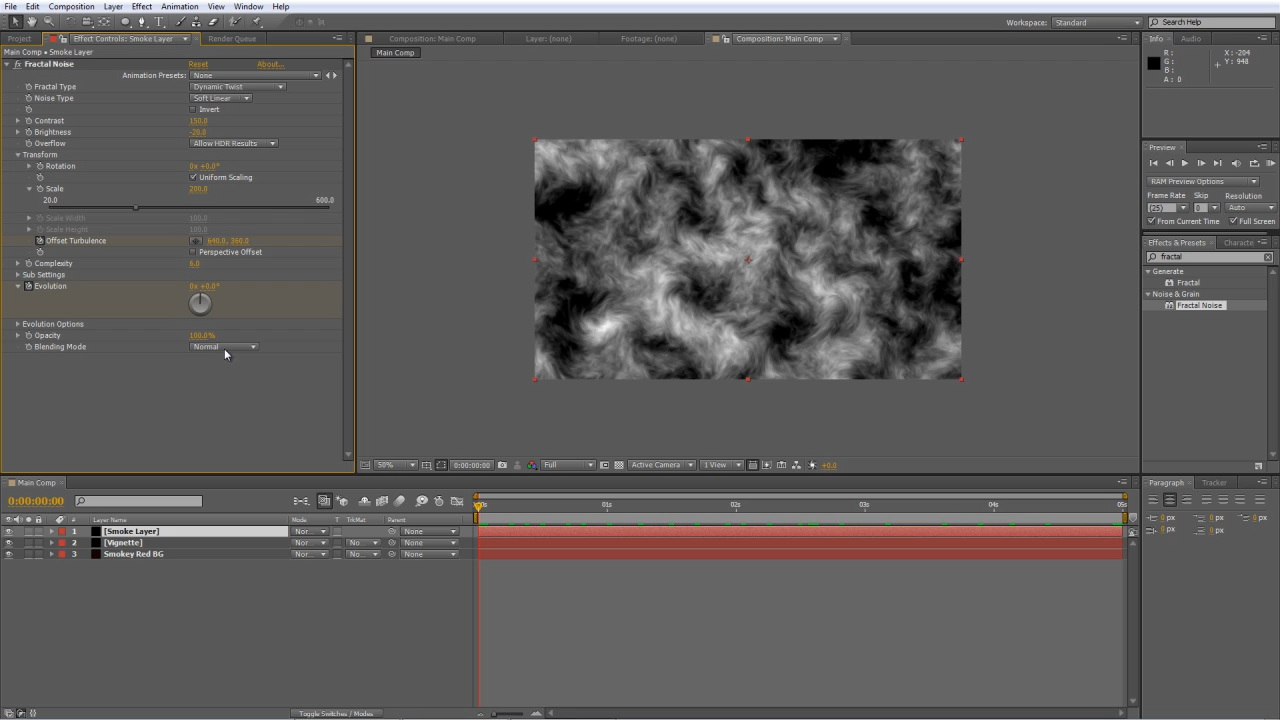 File Edit Composition Layer Effect Animation View Window Help
Workspace: Standard Search Help
Project Effect Controls: Smoke Layer Render Queue
Composition: Main Comp Layer: (none) Footage: (none) Composition: Main Comp
Info Audio
Main Comp • Smoke Layer
Main Comp
R : X: -204
G : Y: 948
B :
A : 0
fx Fractal Noise Reset About...
Animation Presets: None
Fractal Type Dynamic Twist
Noise Type Soft Linear
Invert
Contrast 150.0
Brightness -20.0
Overflow Allow HDR Results
Transform
Rotation 0x +0.0°
Uniform Scaling
Scale 200.0
20.0 600.0
Scale Width 100.0
Scale Height 100.0
Offset Turbulence 640.0, 360.0
Perspective Offset
Complexity 6.0
Sub Settings
Evolution 0x +0.0°
Evolution Options
Opacity 100.0%
Blending Mode Normal
Preview
RAM Preview Options
Frame Rate Skip Resolution
(25) 0 Auto
From Current Time Full Screen
Effects & Presets Characte
fractal
Generate
Fractal
Noise & Grain
Fractal Noise
50% 0:00:00:00 Full Active Camera 1 View +0.0
Main Comp
Paragraph Tracker
0:00:00:00
01s 02s 03s 04s 05s
# Layer Name Mode T TrkMat Parent
1 [Smoke Layer] Nor... None
2 [Vignette] Nor No... None
3 Smokey Red BG Nor... No... None
0 px 0 px 0 px
0 px 0 px
Toggle Switches / Modes